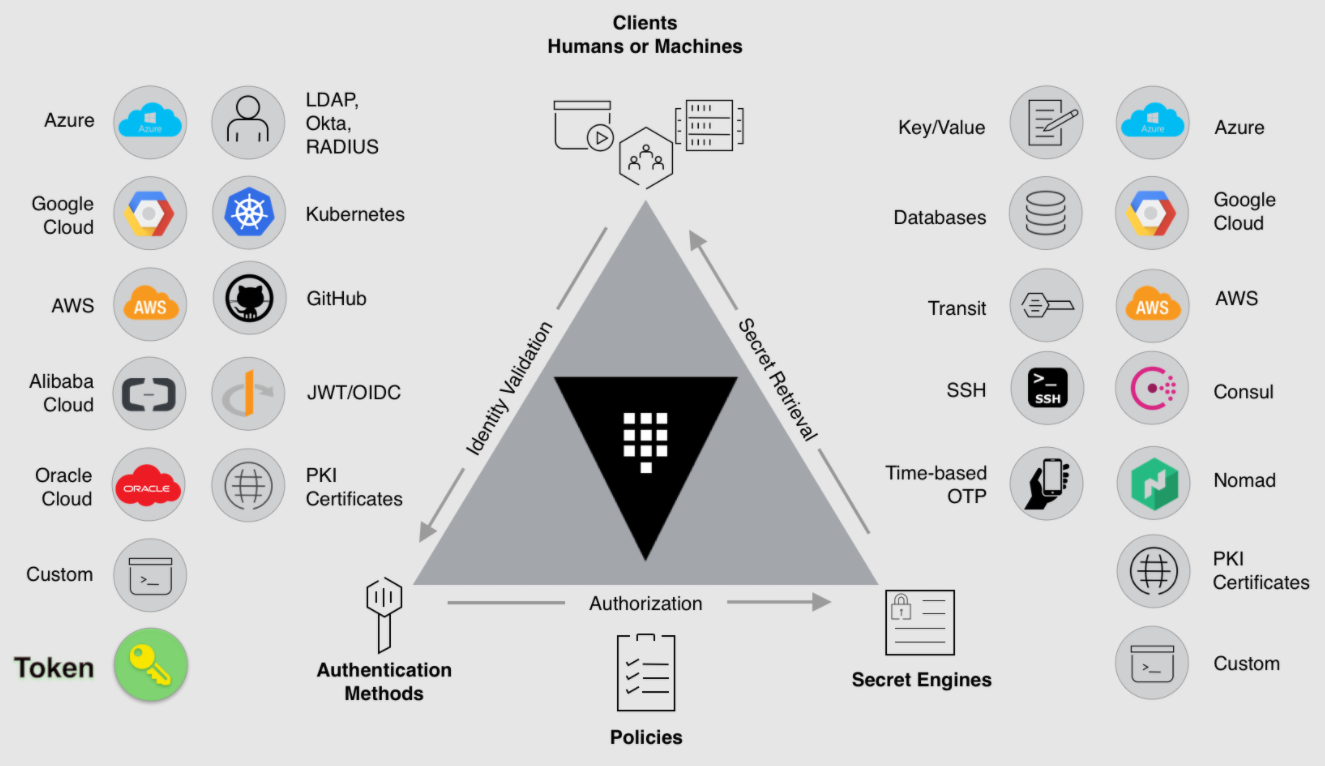 Clients
Humans or Machines
Azure
Azure
LDAP,
Okta,
RADIUS
Google
Cloud
Kubernetes
AWS
AWS
GitHub
Alibaba
Cloud
JWT/OIDC
Oracle
Cloud
ORACLE
PKI
Certificates
Custom
>_
Token
Identity Validation
Secret Retrieval
Authorization
Authentication
Methods
Policies
Secret Engines
Key/Value
Azure
Azure
Databases
Google
Cloud
Transit
AWS
AWS
SSH
>_
SSH
Consul
Time-based
OTP
Nomad
PKI
Certificates
>_
Custom